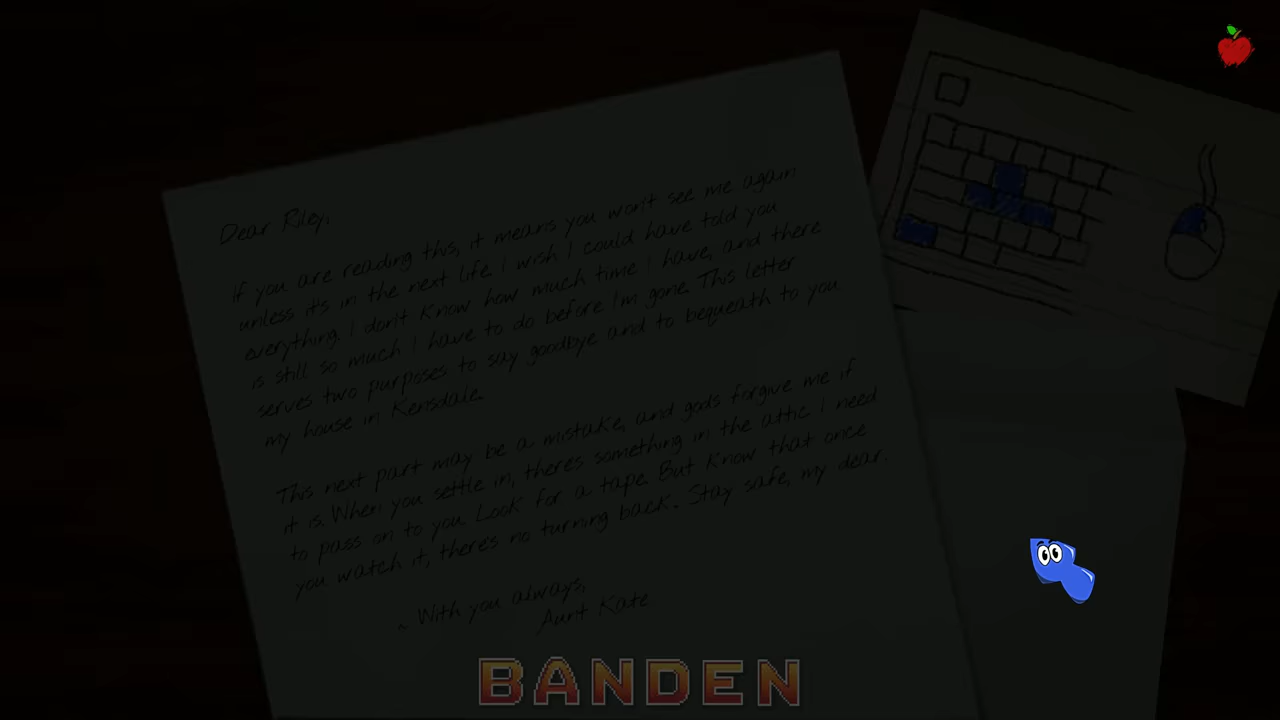 Dear Riley,
If you are reading this, it means you won't see me again
unless it's in the next life. I wish I could have told you
everything. I don't know how much time I have, and there
is still so much I have to do before I'm gone. This letter
serves two purposes to say goodbye and to bequeath to you
my house in Kensdale.
This next part may be a mistake, and gods forgive me if
it is. When you settle in, there's something in the attic I need
to pass on to you. Look for a tape. But know that once
you watch it, there's no turning back. Stay safe, my dear.
With you always,
Aunt Kate
BANDEN